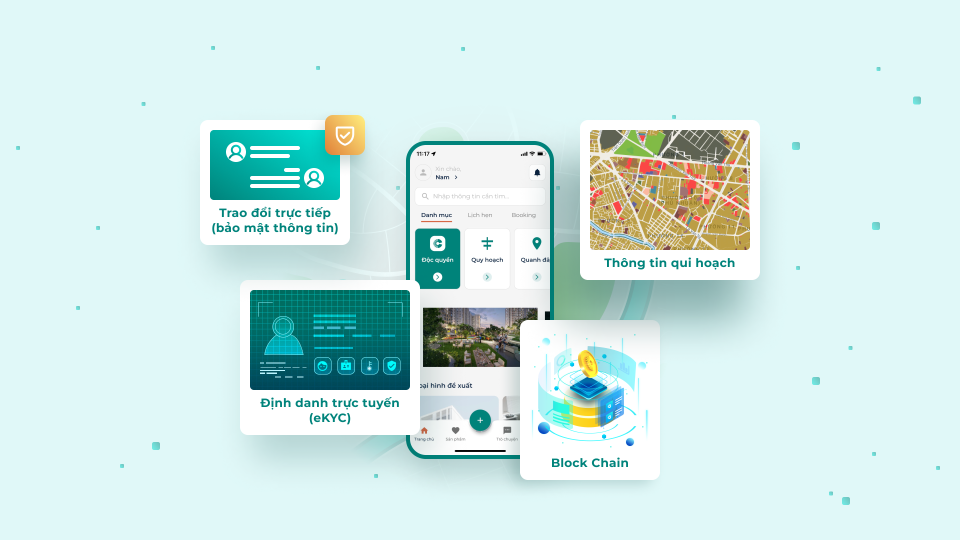 Trao đổi trực tiếp
(bảo mật thông tin)
Định danh trực tuyến
(eKYC)
11:17
Xin chào,
Nam
Nhập thông tin cần tìm...
Danh mục
Lịch hẹn
Booking
Độc quyền
Quy hoạch
Quanh đâ
oại hình đề xuất
Trang chủ
Sản phẩm
Trò chuyện
Thông tin qui hoạch
Block Chain